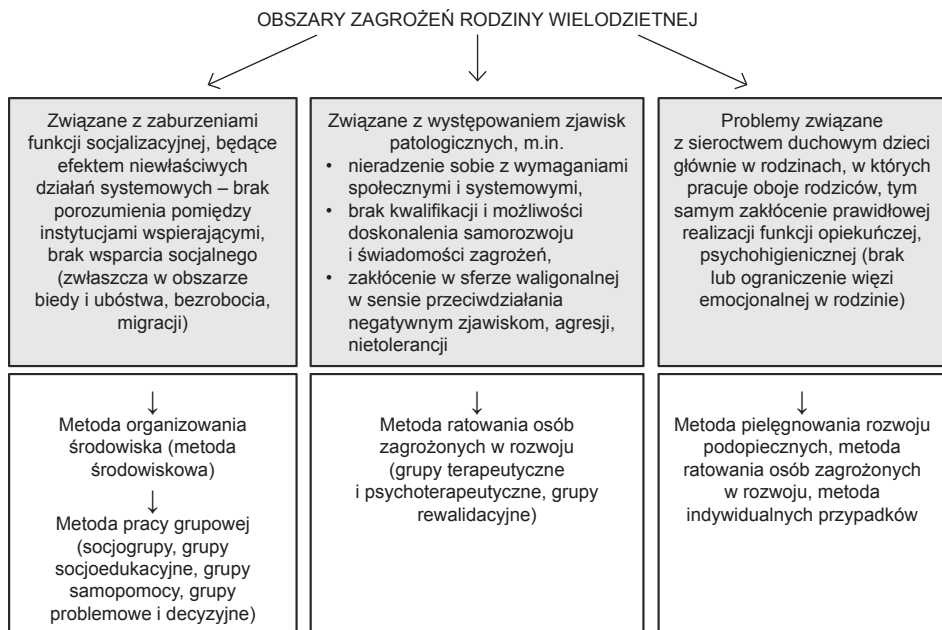 OBSZARY ZAGROŻEŃ RODZINY WIELODZIETNEJ
Związane z zaburzeniami
funkcji socjalizacyjnej, będące
efektem niewłaściwych
działań systemowych – brak
porozumienia pomiędzy
instytucjami wspierającymi,
brak wsparcia socjalnego
(zwłaszcza w obszarze
biedy i ubóstwa, bezrobocia,
migracji)
↓
Metoda organizowania
środowiska (metoda
środowiskowa)
↓
Metoda pracy grupowej
(socjogrupy, grupy
socjoedukacyjne, grupy
samopomocy, grupy
problemowe i decyzyjne)
Związane z występowaniem zjawisk
patologicznych, m.in.
• nieradzenie sobie z wymaganiami
społecznymi i systemowymi,
• brak kwalifikacji i możliwości
doskonalenia samorozwoju
i świadomości zagrożeń,
• zakłócenie w sferze waligonalnej
w sensie przeciwdziałania
negatywnym zjawiskom, agresji,
nietolerancji
↓
Metoda ratowania osób
zagrożonych w rozwoju
(grupy terapeutyczne
i psychoterapeutyczne, grupy
rewalidacyjne)
Problemy związane
z sieroctwem duchowym dzieci
głównie w rodzinach, w których
pracuje oboje rodziców, tym
samym zakłócenie prawidłowej
realizacji funkcji opiekuńczej,
psychohigienicznej (brak
lub ograniczenie więzi
emocjonalnej w rodzinie)
↓
Metoda pielęgnowania rozwoju
podopiecznych, metoda
ratowania osób zagrożonych
w rozwoju, metoda
indywidualnych przypadków